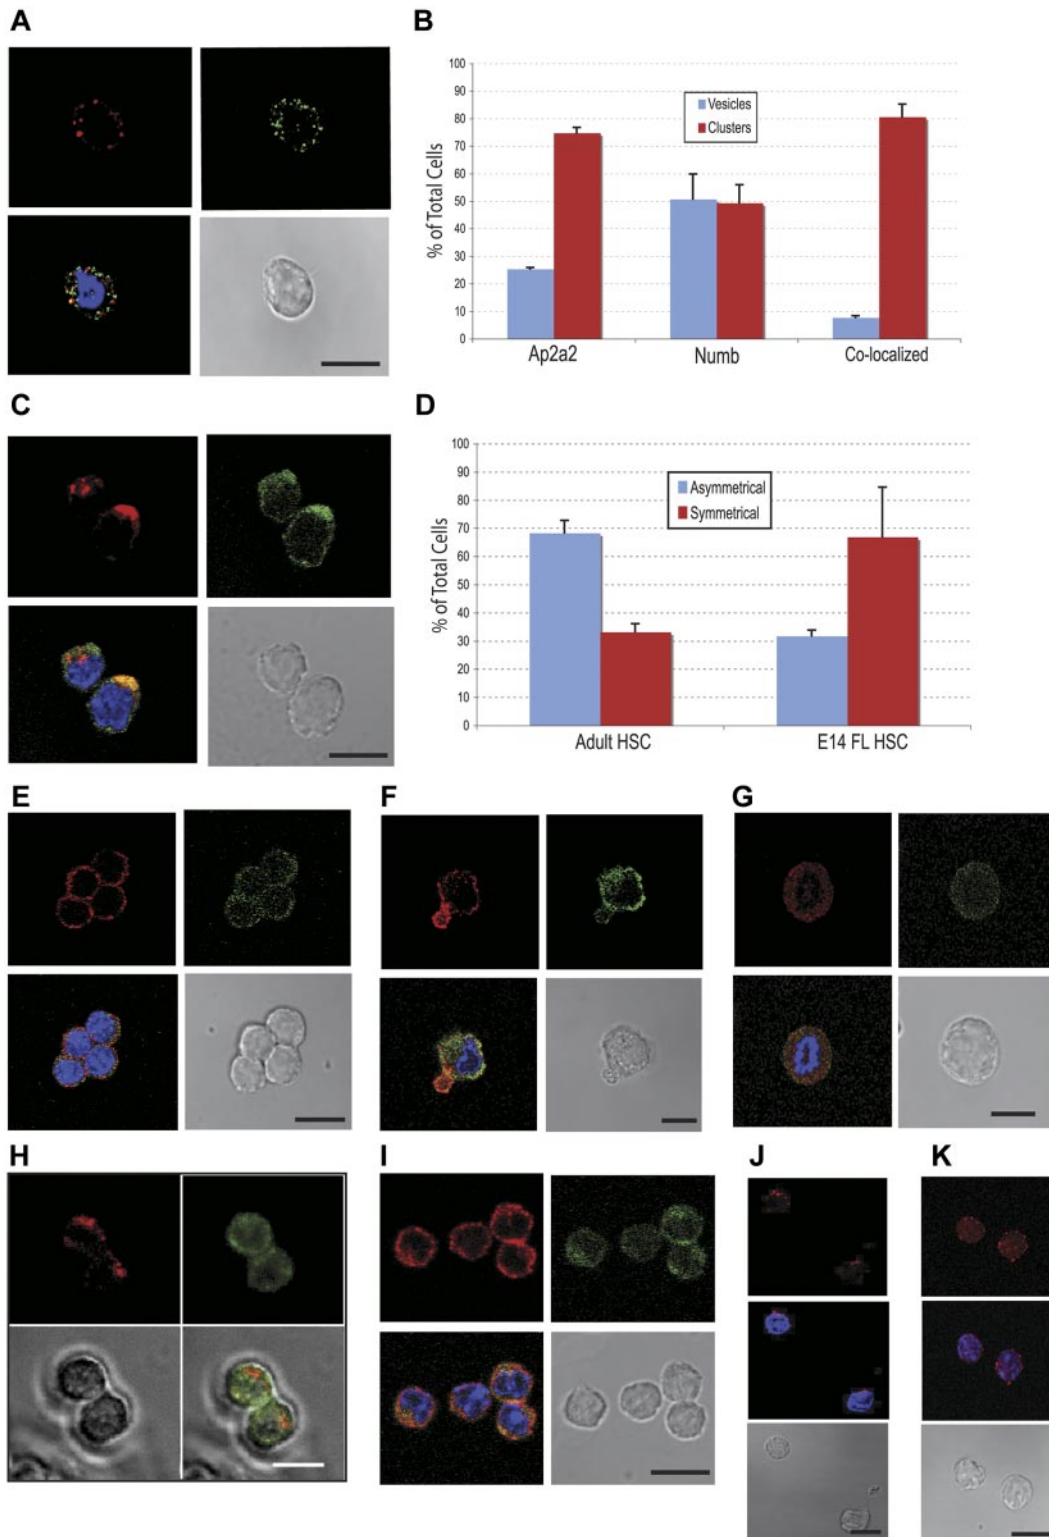 A
B
100
90
80
70
60
50
40
30
20
10
0
% of Total Cells
Vesicles
Clusters
Ap2a2
Numb
Co-localized
C
D
100
90
80
70
60
50
40
30
20
10
0
% of Total Cells
Asymmetrical
Symmetrical
Adult HSC
E14 FL HSC
E
F
G
H
I
J
K